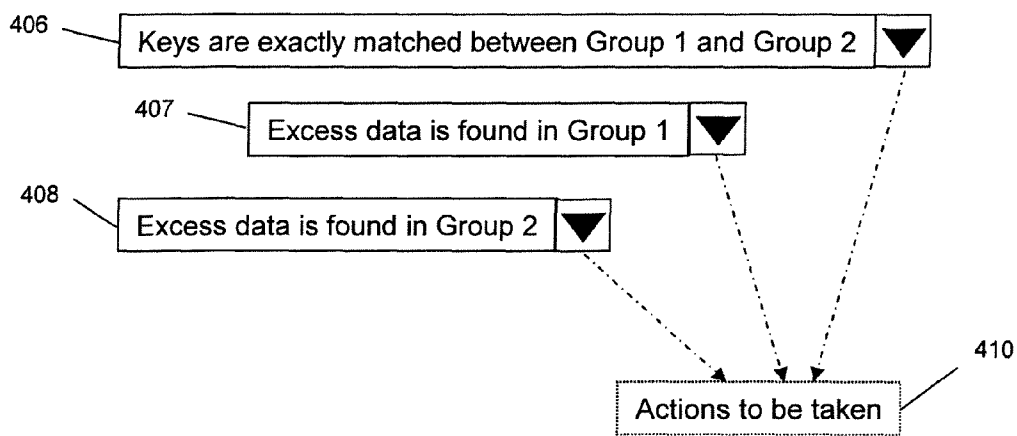 406
Keys are exactly matched between Group 1 and Group 2
407
Excess data is found in Group 1
408
Excess data is found in Group 2
410
Actions to be taken